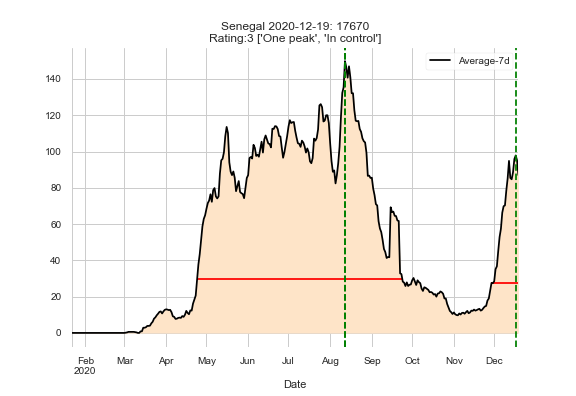 Senegal 2020-12-19: 17670
Rating:3 ['One peak', 'In control']
Average-7d
140
120
100
80
60
40
20
0
Feb Mar Apr May Jun Jul Aug Sep Oct Nov Dec
2020
Date